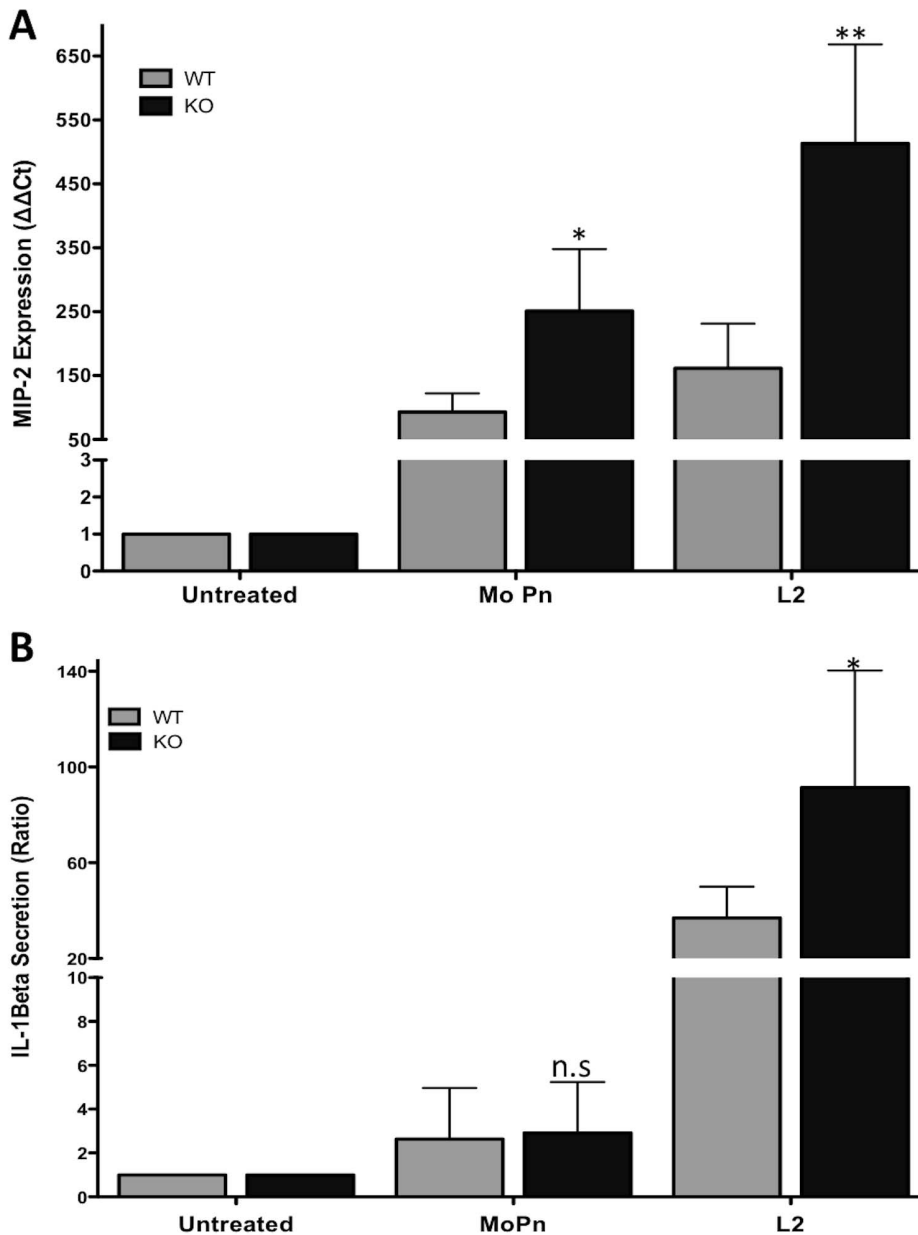 A
**
650
WT
KO
550
450
*
350
250
150
50
3
2
1
0
MIP-2 Expression (ΔΔCt)
Untreated Mo Pn L2
B
*
140
WT
KO
100
60
20
10
8
n.s
6
4
2
0
IL-1Beta Secretion (Ratio)
Untreated MoPn L2